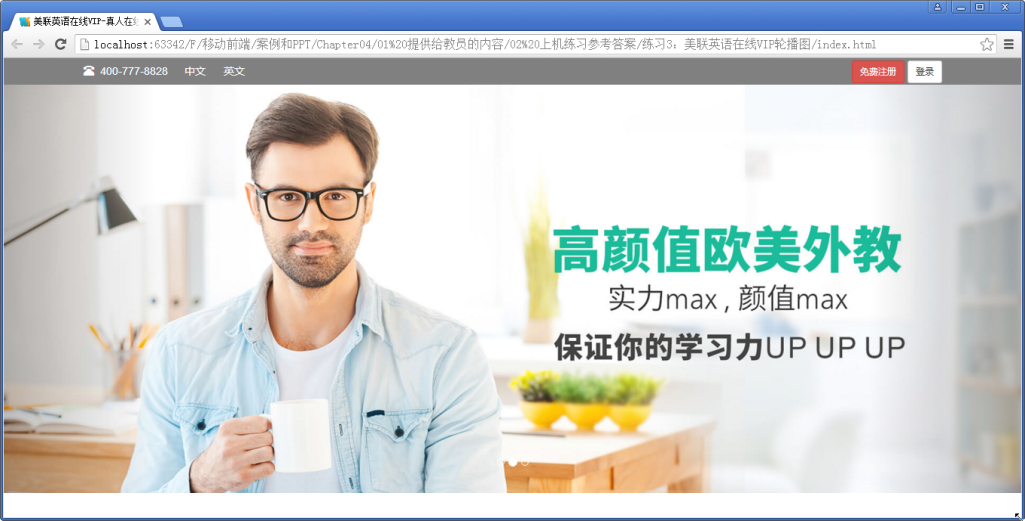 美联英语在线VIP-真人在
localhost:63342/F/移动前端/案例和PPT/Chapter04/01%20提供给教员的内容/02%20上机练习参考答案/练习3：美联英语在线VIP轮播图/index.html
400-777-8828 中文 英文 免费注册 登录
高颜值欧美外教
实力max , 颜值max
保证你的学习力UP UP UP